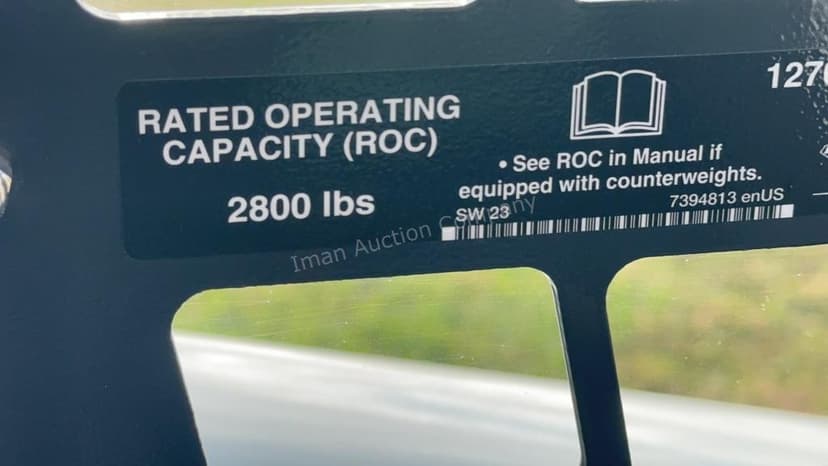 RATED OPERATING
CAPACITY (ROC)
2800 lbs
• See ROC in Manual if
equipped with counterweights.
SW 23
7394813 enUS
Iman Auction Company